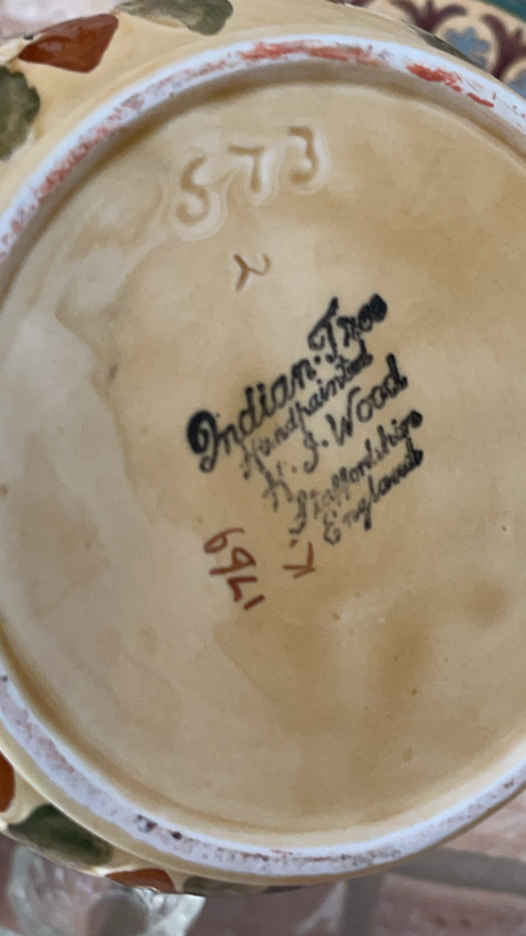 573
Indian Tree
Handpainted
H. J. Wood
Staffordshire
England
K.
1769